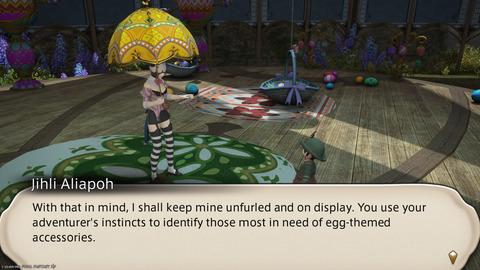 Jihli Aliapoh
With that in mind, I shall keep mine unfurled and on display. You use your
adventurer's instincts to identify those most in need of egg-themed
accessories.